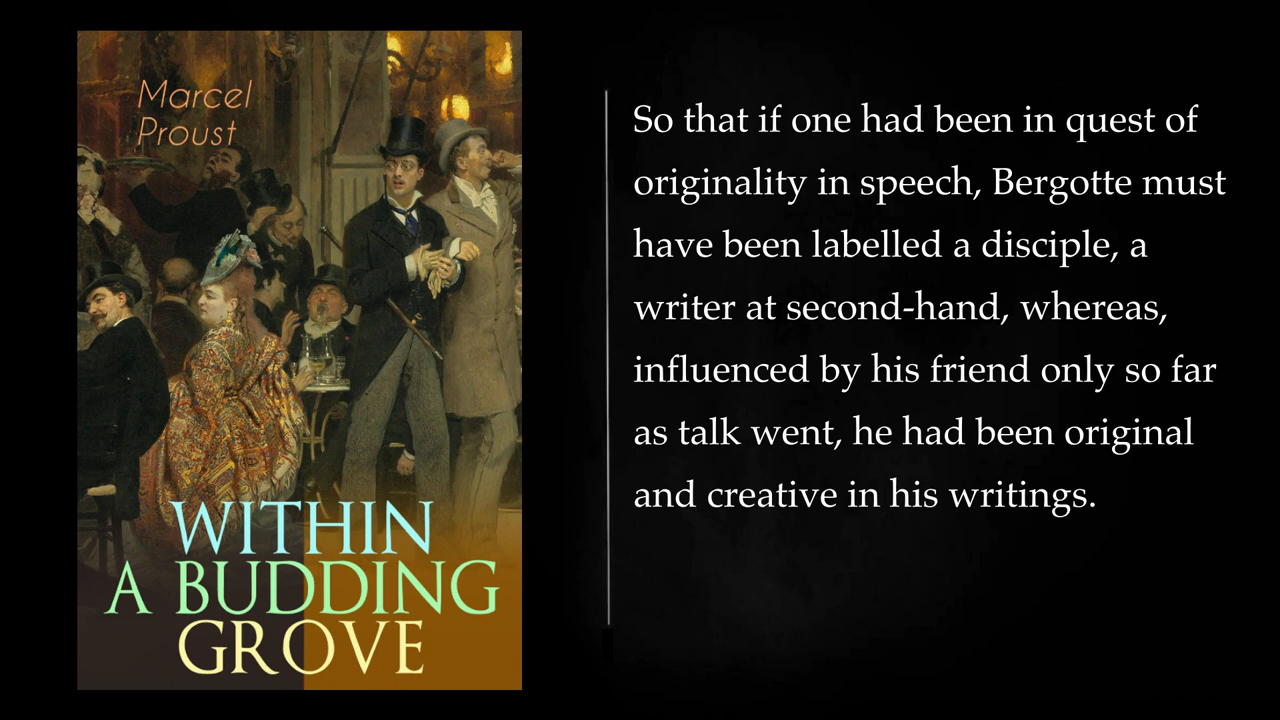 Marcel
Proust
WITHIN
A BUDDING
GROVE
So that if one had been in quest of
originality in speech, Bergotte must
have been labelled a disciple, a
writer at second-hand, whereas,
influenced by his friend only so far
as talk went, he had been original
and creative in his writings.